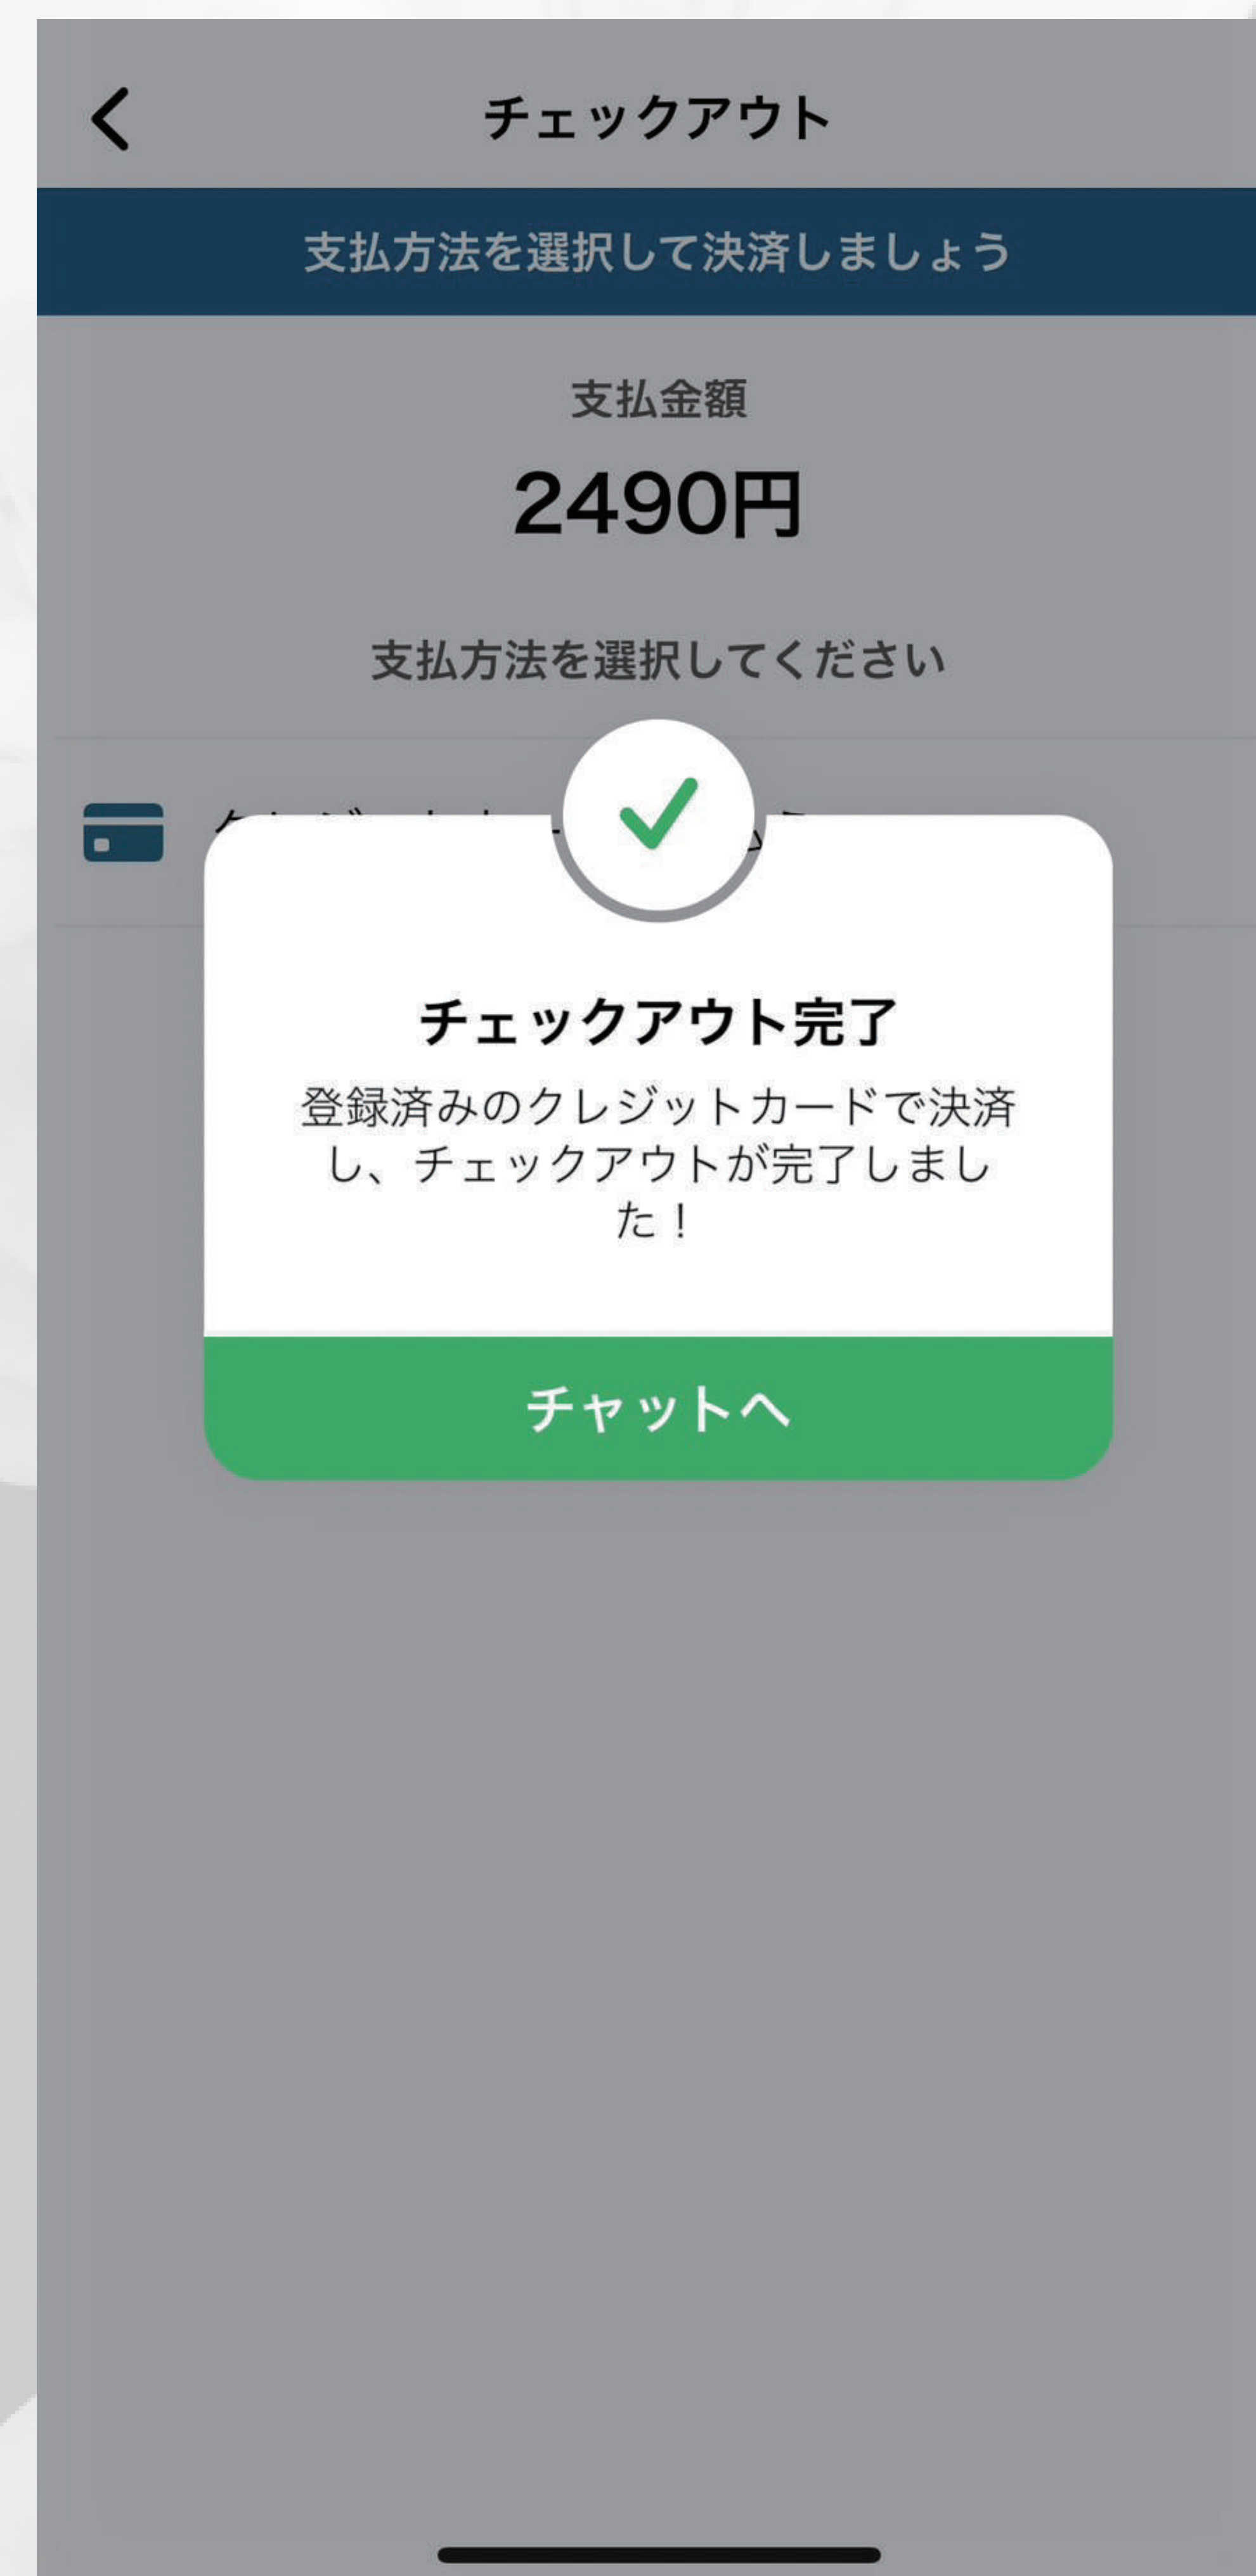 チェックアウト
支払方法を選択して決済しましょう
支払金額
2490円
支払方法を選択してください
チェックアウト完了
登録済みのクレジットカードで決済
し、チェックアウトが完了しまし
た！
チャットへ